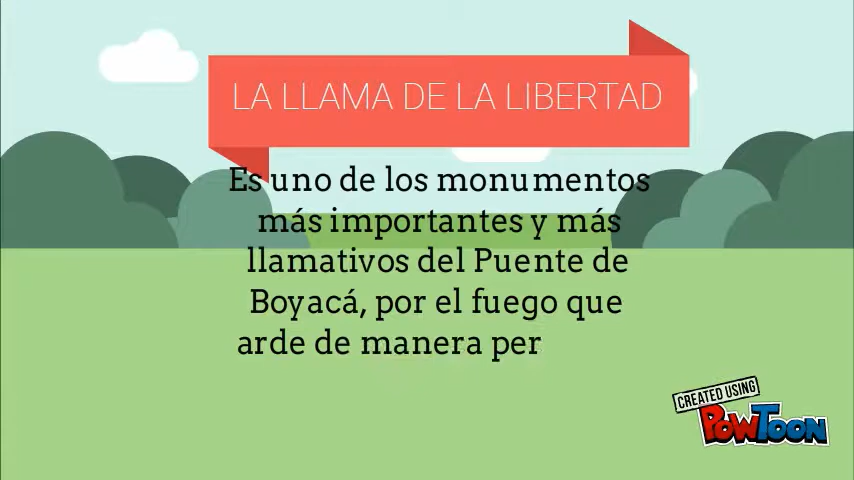 LA LLAMA DE LA LIBERTAD
Es uno de los monumentos
más importantes y más
llamativos del Puente de
Boyacá, por el fuego que
arde de manera per
CREATED USING
POWTOON